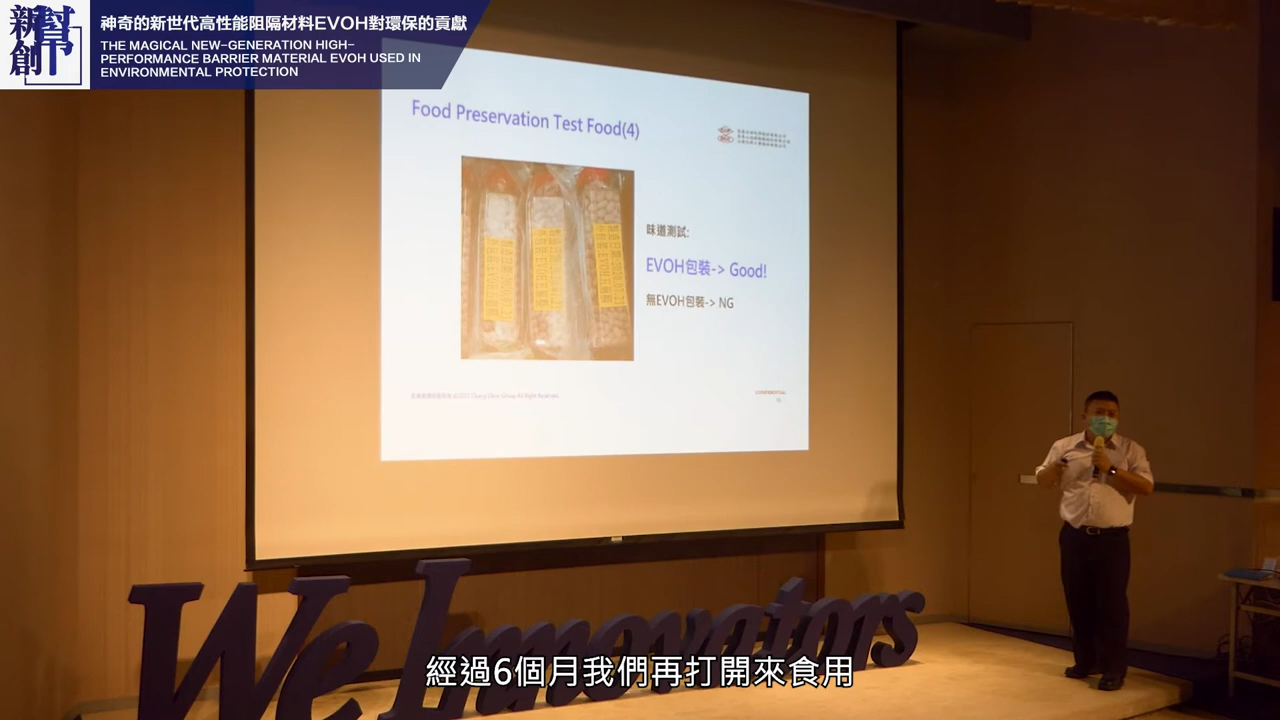 新創幫
神奇的新世代高性能阻隔材料EVOH對環保的貢獻
THE MAGICAL NEW-GENERATION HIGH-
PERFORMANCE BARRIER MATERIAL EVOH USED IN
ENVIRONMENTAL PROTECTION
Food Preservation Test Food(4)
味道測試:
EVOH包裝-> Good!
無EVOH包裝-> NG
We Innovators
經過6個月我們再打開來食用